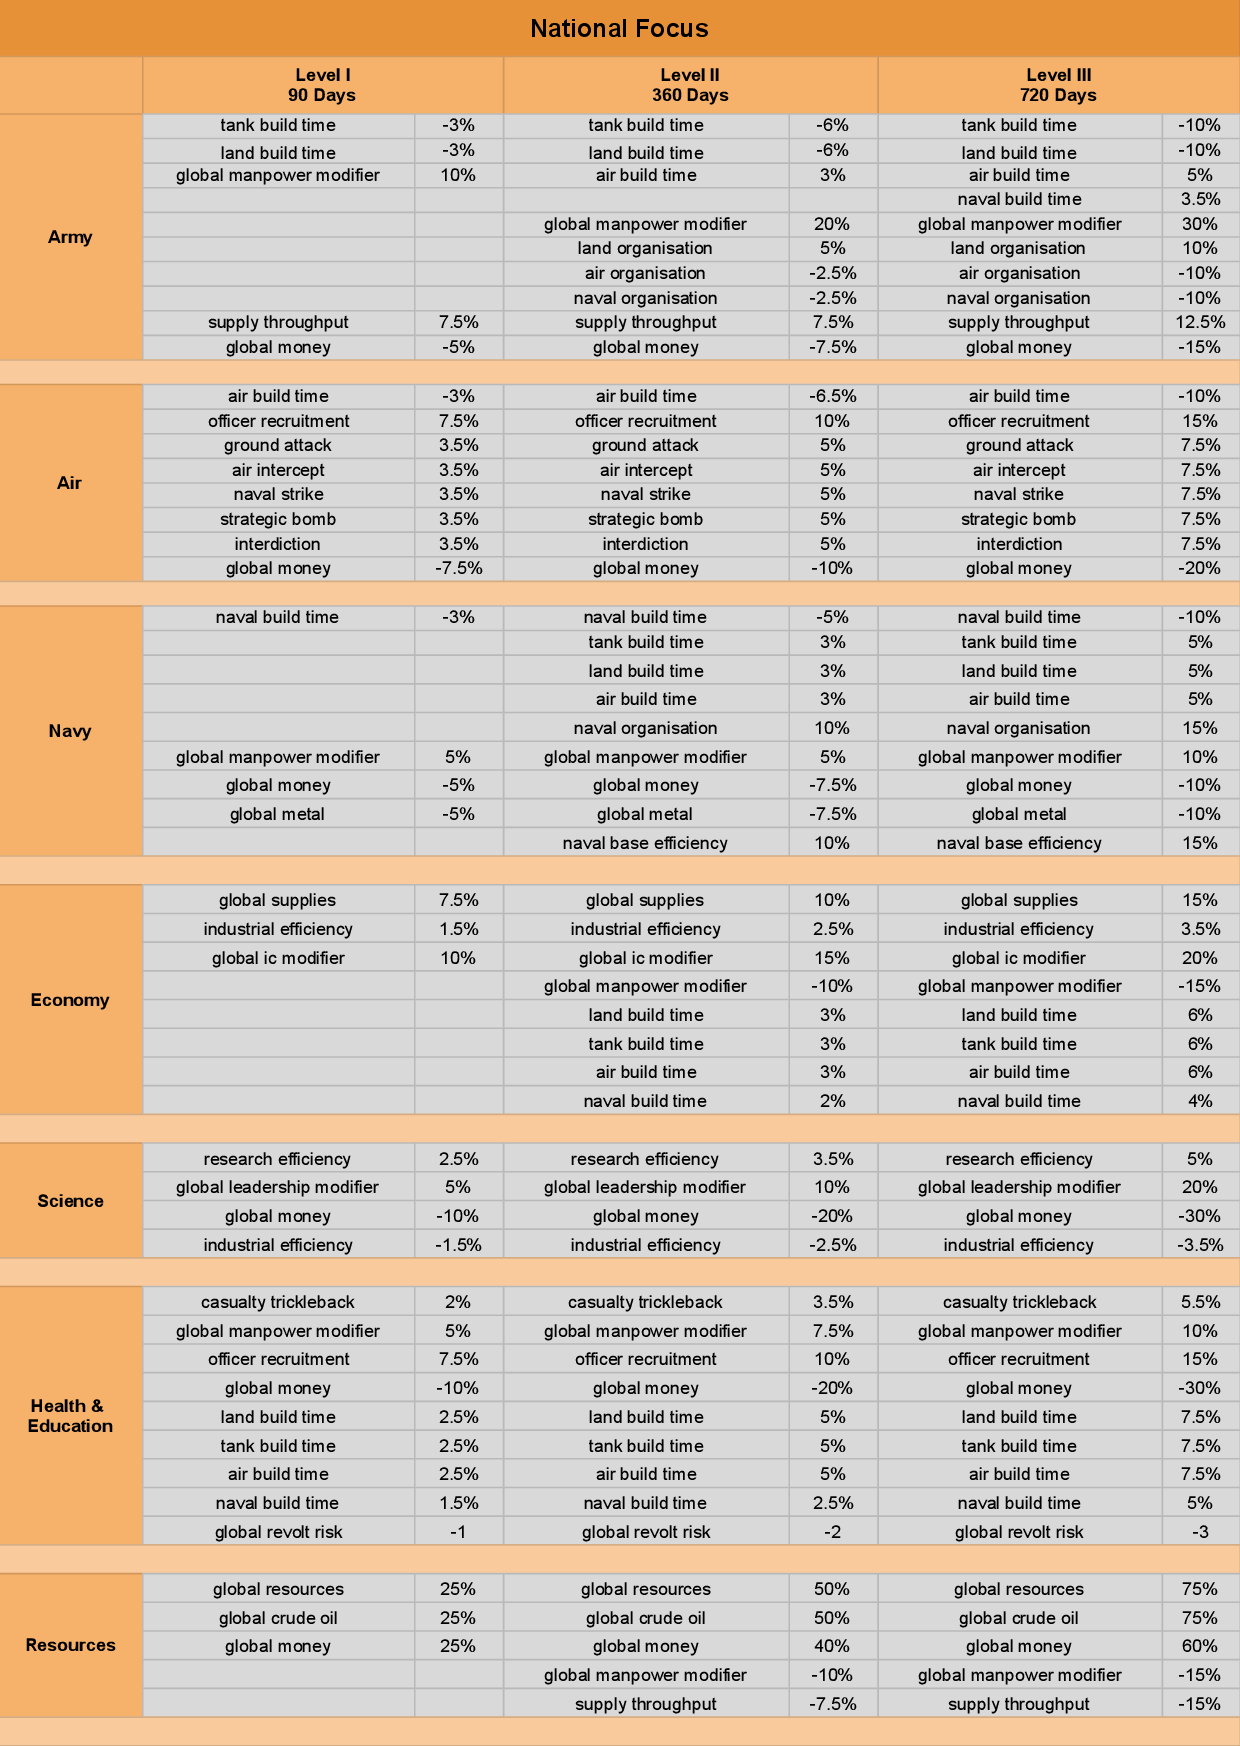 National Focus
Level I Level II Level III
90 Days 360 Days 720 Days
Army
tank build time -3% tank build time -6% tank build time -10%
land build time -3% land build time -6% land build time -10%
global manpower modifier 10% air build time 3% air build time 5%
naval build time 3.5%
global manpower modifier 20% global manpower modifier 30%
land organisation 5% land organisation 10%
air organisation -2.5% air organisation -10%
naval organisation -2.5% naval organisation -10%
supply throughput 7.5% supply throughput 7.5% supply throughput 12.5%
global money -5% global money -7.5% global money -15%
Air
air build time -3% air build time -6.5% air build time -10%
officer recruitment 7.5% officer recruitment 10% officer recruitment 15%
ground attack 3.5% ground attack 5% ground attack 7.5%
air intercept 3.5% air intercept 5% air intercept 7.5%
naval strike 3.5% naval strike 5% naval strike 7.5%
strategic bomb 3.5% strategic bomb 5% strategic bomb 7.5%
interdiction 3.5% interdiction 5% interdiction 7.5%
global money -7.5% global money -10% global money -20%
Navy
naval build time -3% naval build time -5% naval build time -10%
tank build time 3% tank build time 5%
land build time 3% land build time 5%
air build time 3% air build time 5%
naval organisation 10% naval organisation 15%
global manpower modifier 5% global manpower modifier 5% global manpower modifier 10%
global money -5% global money -7.5% global money -10%
global metal -5% global metal -7.5% global metal -10%
naval base efficiency 10% naval base efficiency 15%
Economy
global supplies 7.5% global supplies 10% global supplies 15%
industrial efficiency 1.5% industrial efficiency 2.5% industrial efficiency 3.5%
global ic modifier 10% global ic modifier 15% global ic modifier 20%
global manpower modifier -10% global manpower modifier -15%
land build time 3% land build time 6%
tank build time 3% tank build time 6%
air build time 3% air build time 6%
naval build time 2% naval build time 4%
Science
research efficiency 2.5% research efficiency 3.5% research efficiency 5%
global leadership modifier 5% global leadership modifier 10% global leadership modifier 20%
global money -10% global money -20% global money -30%
industrial efficiency -1.5% industrial efficiency -2.5% industrial efficiency -3.5%
Health &
Education
casualty trickleback 2% casualty trickleback 3.5% casualty trickleback 5.5%
global manpower modifier 5% global manpower modifier 7.5% global manpower modifier 10%
officer recruitment 7.5% officer recruitment 10% officer recruitment 15%
global money -10% global money -20% global money -30%
land build time 2.5% land build time 5% land build time 7.5%
tank build time 2.5% tank build time 5% tank build time 7.5%
air build time 2.5% air build time 5% air build time 7.5%
naval build time 1.5% naval build time 2.5% naval build time 5%
global revolt risk -1 global revolt risk -2 global revolt risk -3
Resources
global resources 25% global resources 50% global resources 75%
global crude oil 25% global crude oil 50% global crude oil 75%
global money 25% global money 40% global money 60%
global manpower modifier -10% global manpower modifier -15%
supply throughput -7.5% supply throughput -15%